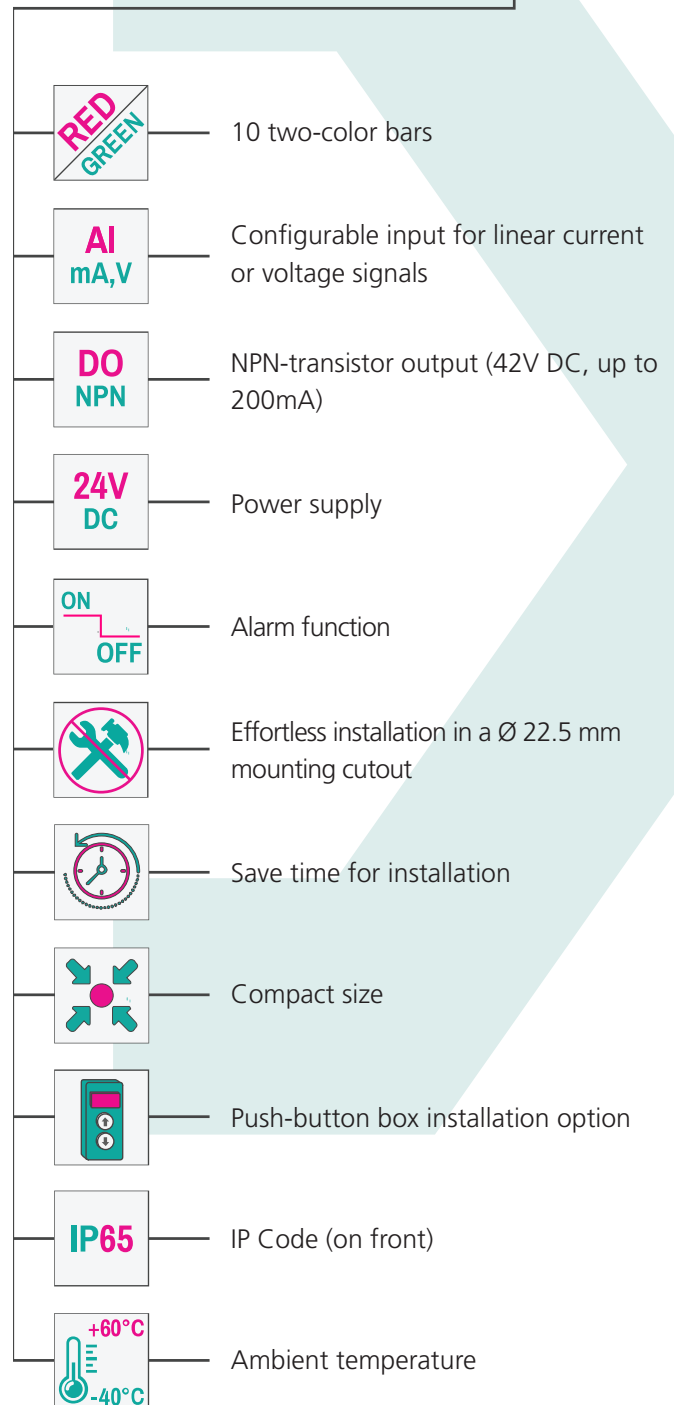 RED
GREEN
10 two-color bars
AI
mA,V
Configurable input for linear current
or voltage signals
DO
NPN
NPN-transistor output (42V DC, up to
200mA)
24V
DC
Power supply
ON
OFF
Alarm function
Effortless installation in a Ø 22.5 mm
mounting cutout
Save time for installation
Compact size
Push-button box installation option
IP65
IP Code (on front)
+60°C
-40°C
Ambient temperature